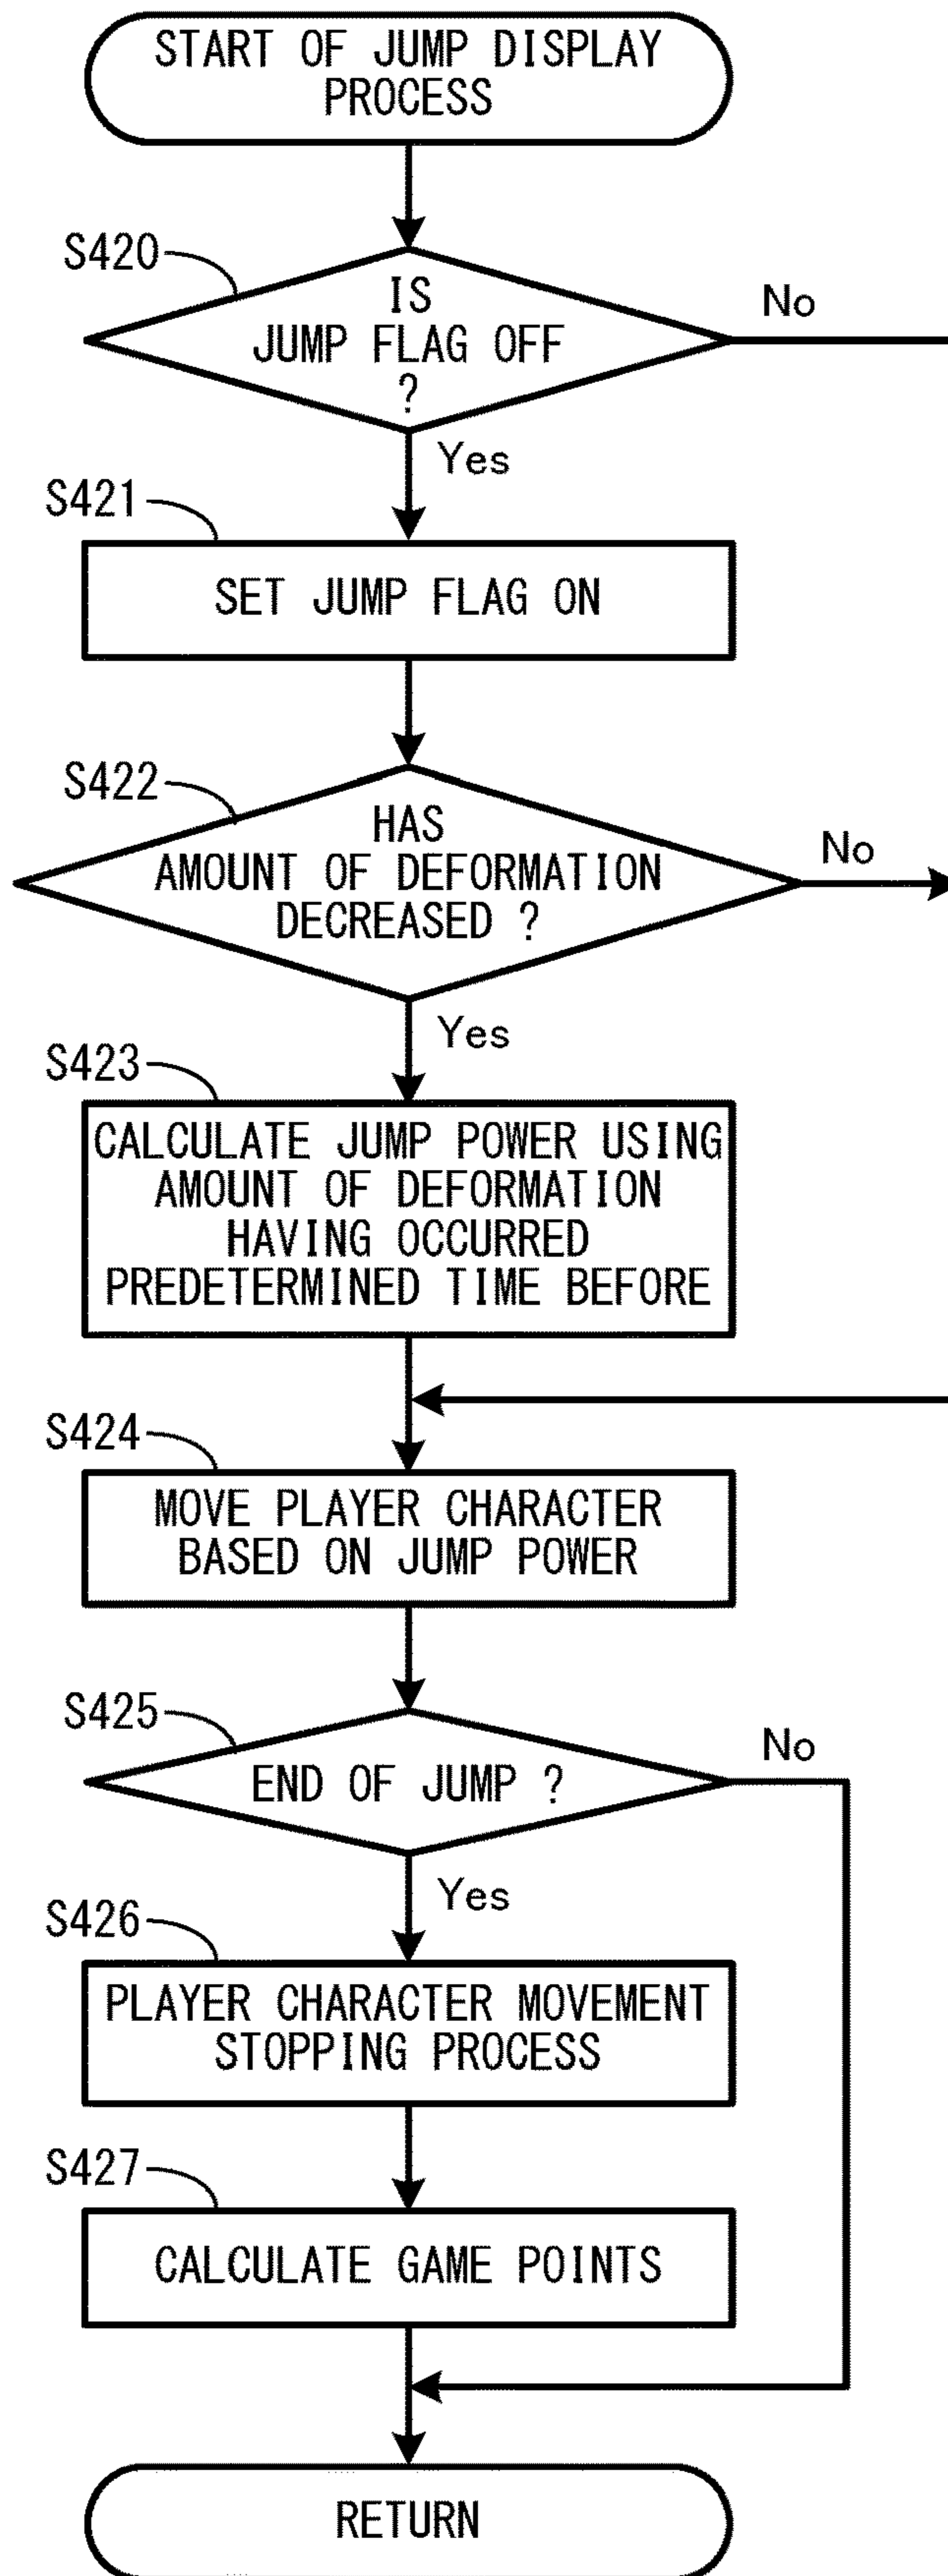 START OF JUMP DISPLAY
PROCESS
S420
IS
JUMP FLAG OFF
?
No
Yes
S421
SET JUMP FLAG ON
S422
HAS
AMOUNT OF DEFORMATION
DECREASED ?
No
Yes
S423
CALCULATE JUMP POWER USING
AMOUNT OF DEFORMATION
HAVING OCCURRED
PREDETERMINED TIME BEFORE
S424
MOVE PLAYER CHARACTER
BASED ON JUMP POWER
S425
END OF JUMP ?
No
Yes
S426
PLAYER CHARACTER MOVEMENT
STOPPING PROCESS
S427
CALCULATE GAME POINTS
RETURN